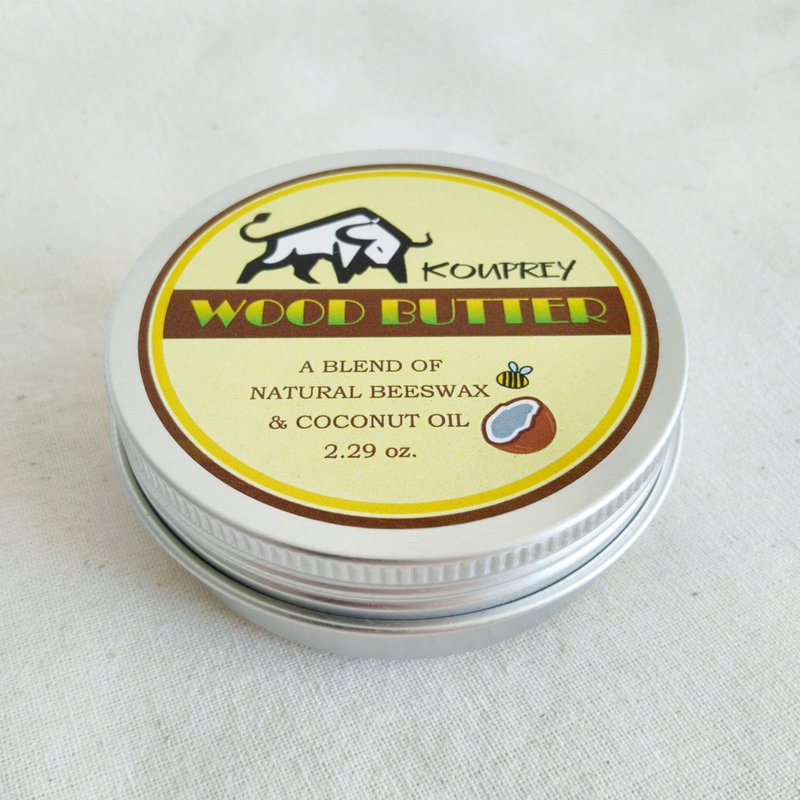 KOUPREY
WOOD BUTTER
A BLEND OF
NATURAL BEESWAX
& COCONUT OIL
2.29 oz.